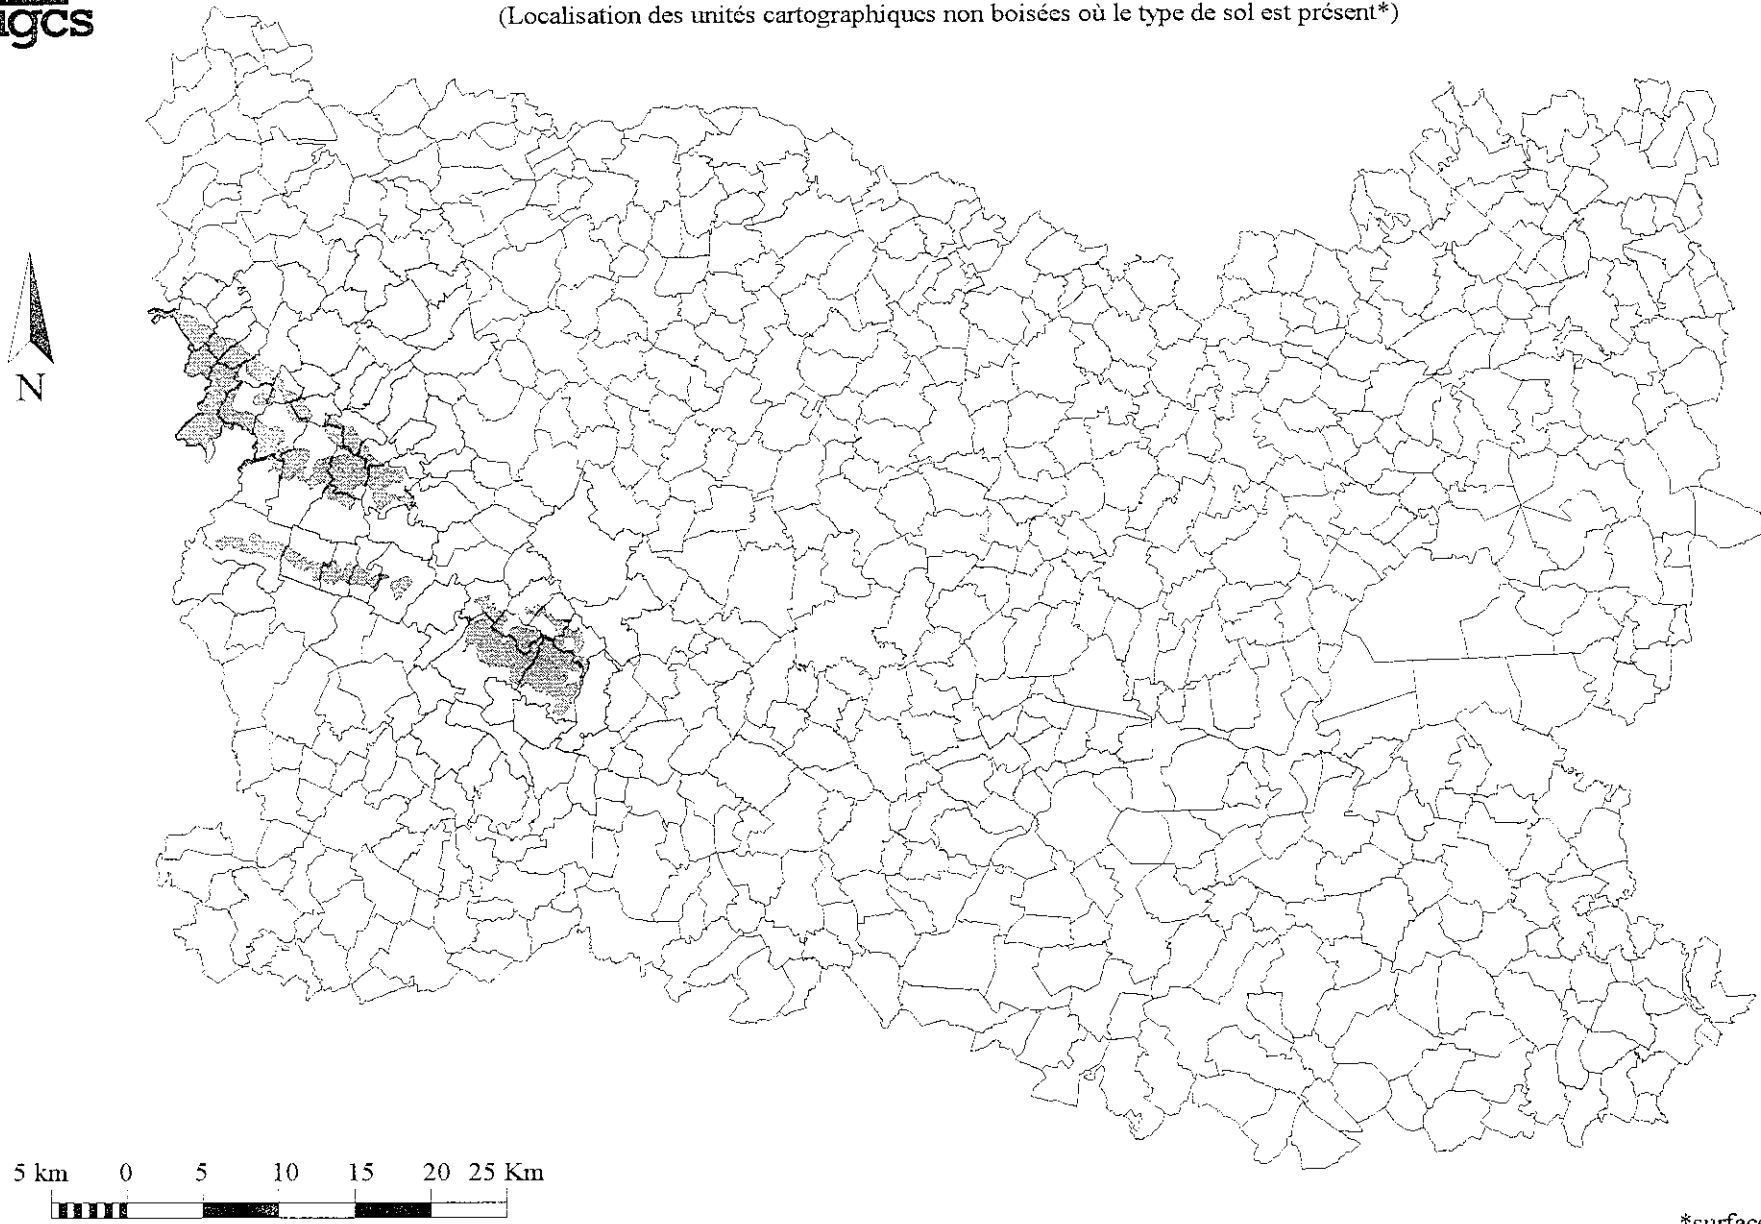 igcs
(Localisation des unités cartographiques non boisées où le type de sol est présent*)
N
5 km 0 5 10 15 20 25 Km